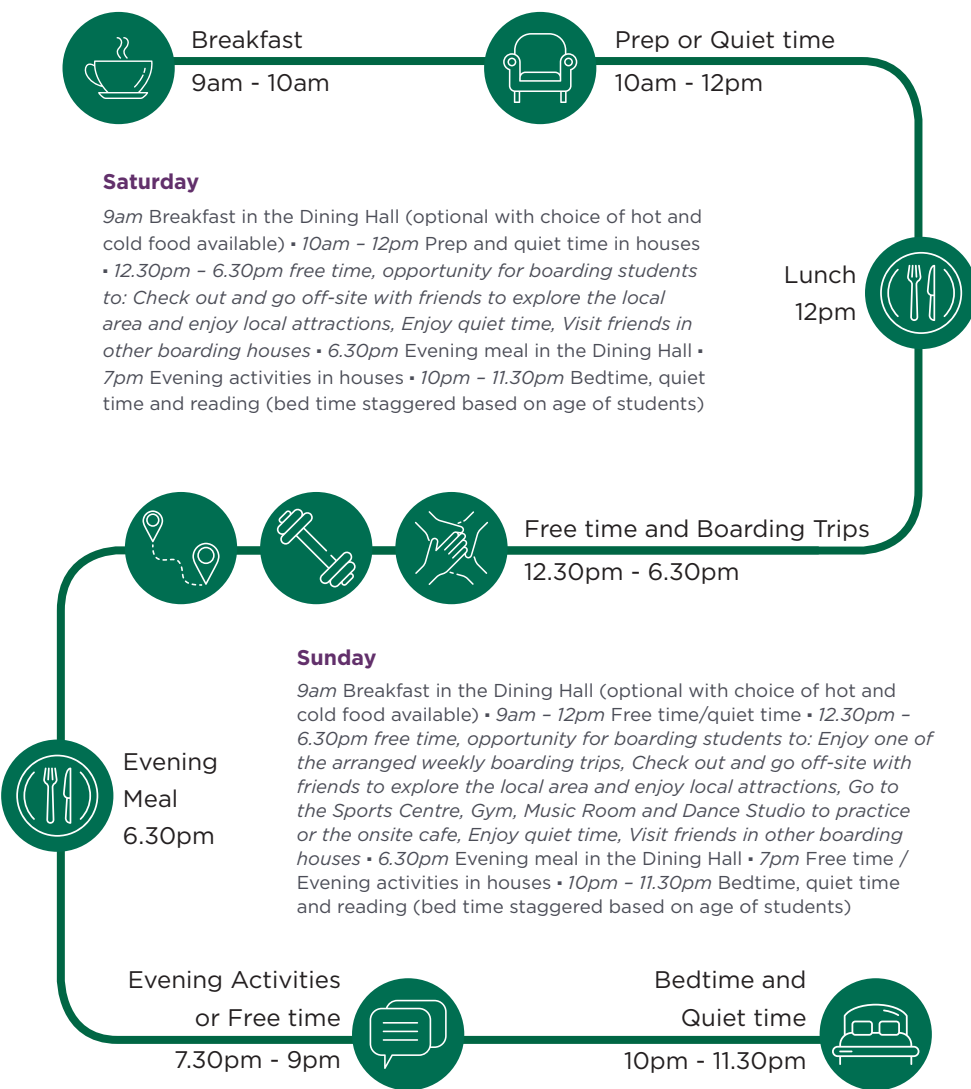 Breakfast
9am - 10am
Prep or Quiet time
10am - 12pm
Saturday
9am Breakfast in the Dining Hall (optional with choice of hot and
cold food available) ▪ 10am – 12pm Prep and quiet time in houses
▪ 12.30pm – 6.30pm free time, opportunity for boarding students
to: Check out and go off-site with friends to explore the local
area and enjoy local attractions, Enjoy quiet time, Visit friends in
other boarding houses ▪ 6.30pm Evening meal in the Dining Hall ▪
7pm Evening activities in houses ▪ 10pm – 11.30pm Bedtime, quiet
time and reading (bed time staggered based on age of students)
Lunch
12pm
Free time and Boarding Trips
12.30pm - 6.30pm
Sunday
9am Breakfast in the Dining Hall (optional with choice of hot and
cold food available) ▪ 9am – 12pm Free time/quiet time ▪ 12.30pm –
6.30pm free time, opportunity for boarding students to: Enjoy one of
the arranged weekly boarding trips, Check out and go off-site with
friends to explore the local area and enjoy local attractions, Go to
the Sports Centre, Gym, Music Room and Dance Studio to practice
or the onsite cafe, Enjoy quiet time, Visit friends in other boarding
houses ▪ 6.30pm Evening meal in the Dining Hall ▪ 7pm Free time /
Evening activities in houses ▪ 10pm – 11.30pm Bedtime, quiet time
and reading (bed time staggered based on age of students)
Evening
Meal
6.30pm
Evening Activities
or Free time
7.30pm - 9pm
Bedtime and
Quiet time
10pm - 11.30pm